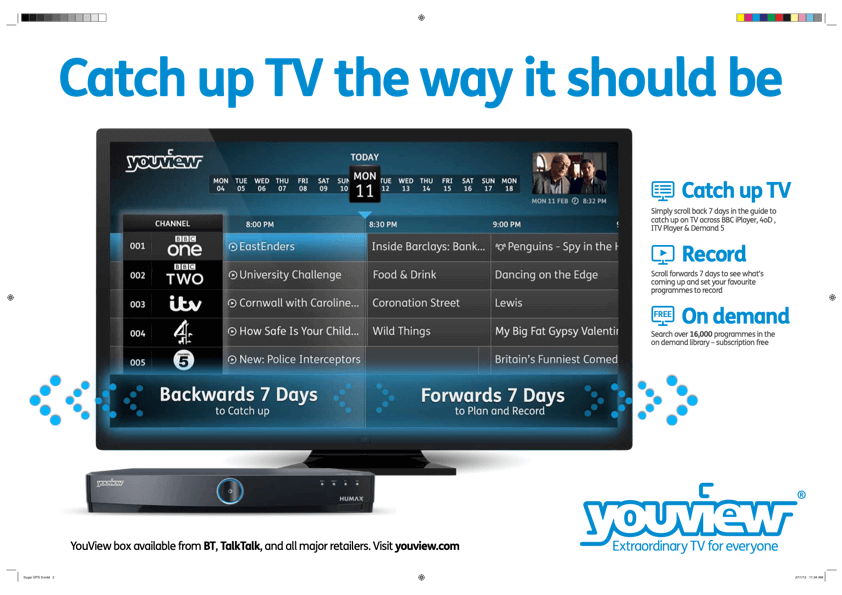 Catch up TV the way it should be
youview
TODAY
MON TUE WED THU FRI SAT SUN MON TUE WED THU FRI SAT SUN MON
04 05 06 07 08 09 10 11 12 13 14 15 16 17 18
MON 11 FEB 8:32 PM
CHANNEL 8:00 PM 8:30 PM 9:00 PM 9
001 BBC one EastEnders Inside Barclays: Bank... Penguins - Spy in the H
002 BBC TWO University Challenge Food & Drink Dancing on the Edge
003 itv Cornwall with Caroline... Coronation Street Lewis
004 4 How Safe Is Your Child... Wild Things My Big Fat Gypsy Valentin
005 5 New: Police Interceptors Britain's Funniest Comed
Backwards 7 Days
to Catch up
Forwards 7 Days
to Plan and Record
Catch up TV
Simply scroll back 7 days in the guide to
catch up on TV across BBC iPlayer, 4oD ,
ITV Player & Demand 5
Record
Scroll forwards 7 days to see what's
coming up and set your favourite
programmes to record
FREE On demand
Search over 16,000 programmes in the
on demand library – subscription free
youview
HUMAX
youview®
Extraordinary TV for everyone
YouView box available from BT, TalkTalk, and all major retailers. Visit youview.com